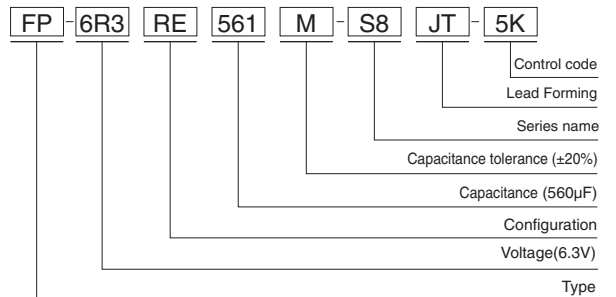 FP-6R3 RE 561 M-S8 JT-5K
Control code
Lead Forming
Series name
Capacitance tolerance (±20%)
Capacitance (560μF)
Configuration
Voltage(6.3V)
Type